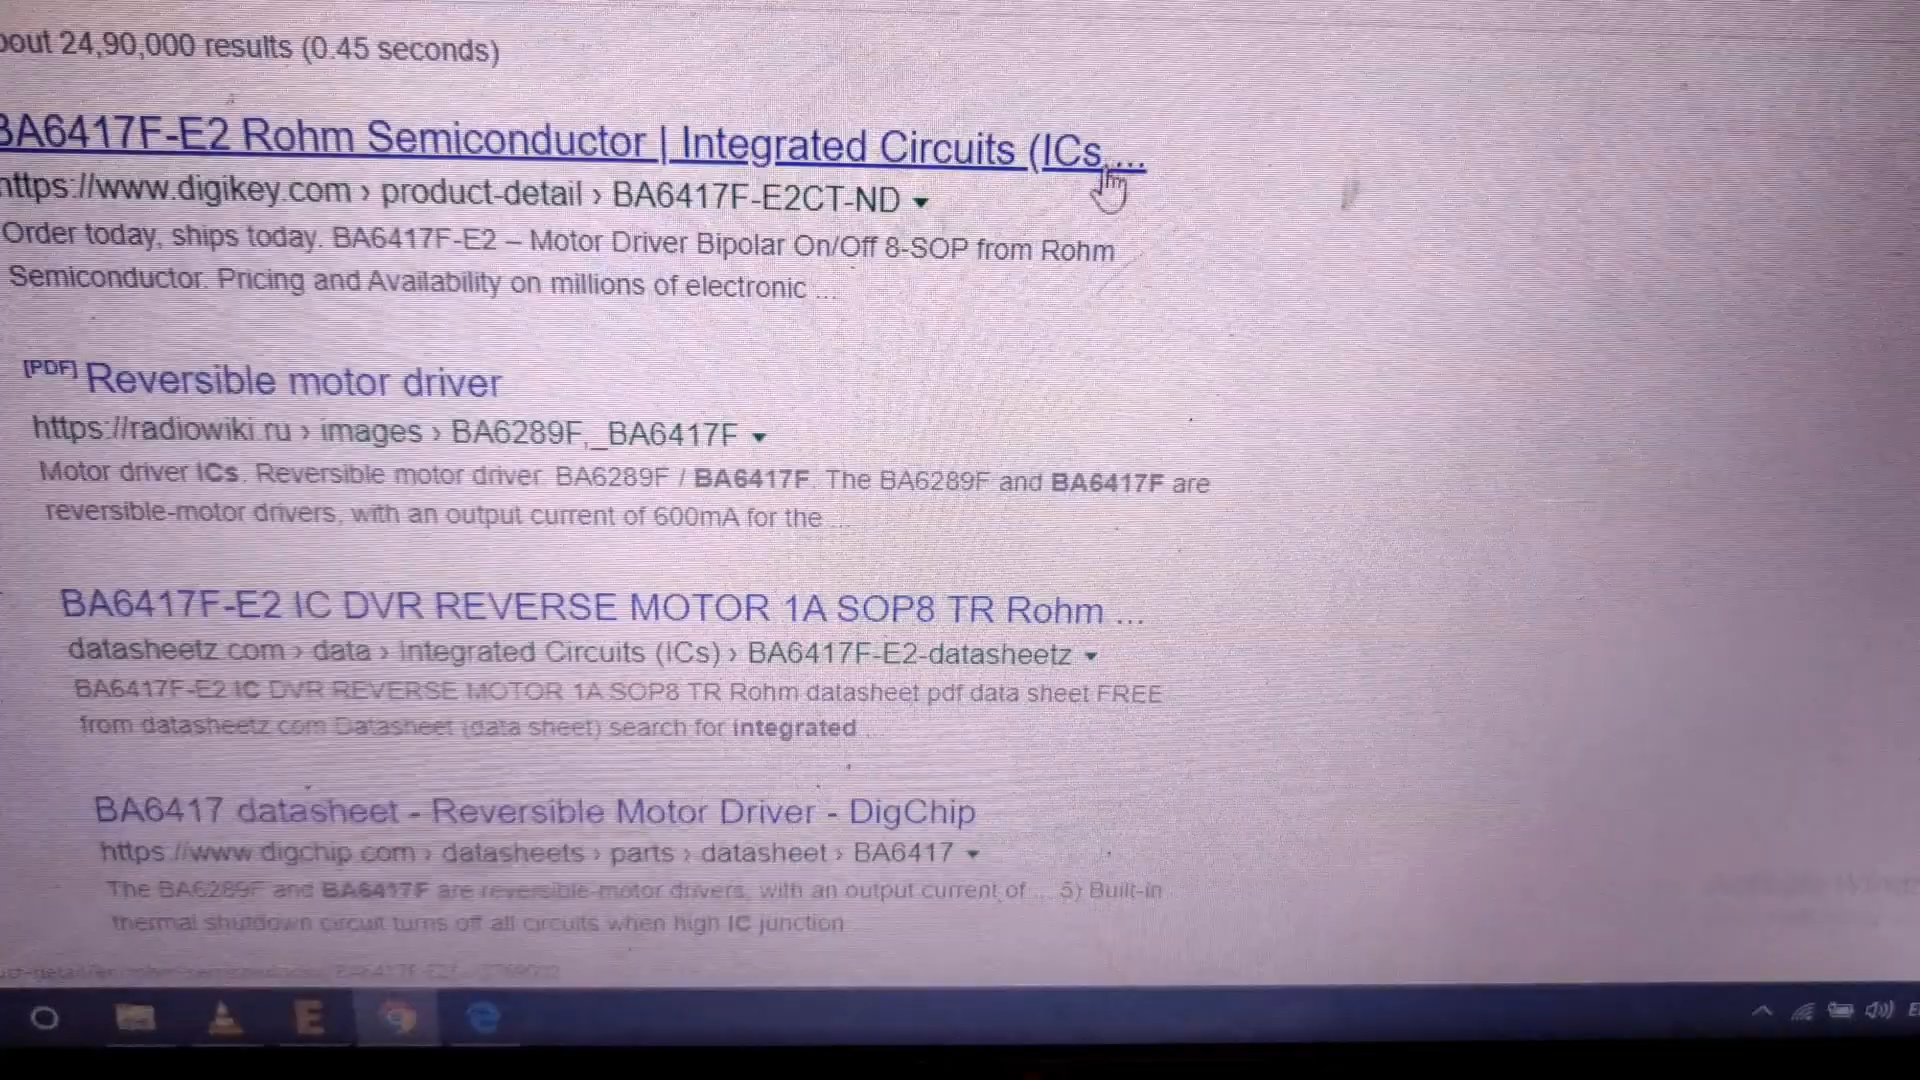 bout 24,90,000 results (0.45 seconds)
BA6417F-E2 Rohm Semiconductor | Integrated Circuits (ICs ...
https://www.digikey.com › product-detail › BA6417F-E2CT-ND
Order today, ships today. BA6417F-E2 – Motor Driver Bipolar On/Off 8-SOP from Rohm
Semiconductor. Pricing and Availability on millions of electronic ...
[PDF] Reversible motor driver
https://radiowiki.ru › images › BA6289F,_BA6417F
Motor driver ICs. Reversible motor driver. BA6289F / BA6417F. The BA6289F and BA6417F are
reversible-motor drivers, with an output current of 600mA for the ...
BA6417F-E2 IC DVR REVERSE MOTOR 1A SOP8 TR Rohm ...
datasheetz.com › data › Integrated Circuits (ICs) › BA6417F-E2-datasheetz
BA6417F-E2 IC DVR REVERSE MOTOR 1A SOP8 TR Rohm datasheet pdf data sheet FREE
from datasheetz.com Datasheet (data sheet) search for integrated
BA6417 datasheet - Reversible Motor Driver - DigChip
https://www.digchip.com › datasheets › parts › datasheet › BA6417
The BA6289F and BA6417F are reversible-motor drivers, with an output current of ... 5) Built-in
thermal shutdown circuit turns off all circuits when high IC junction